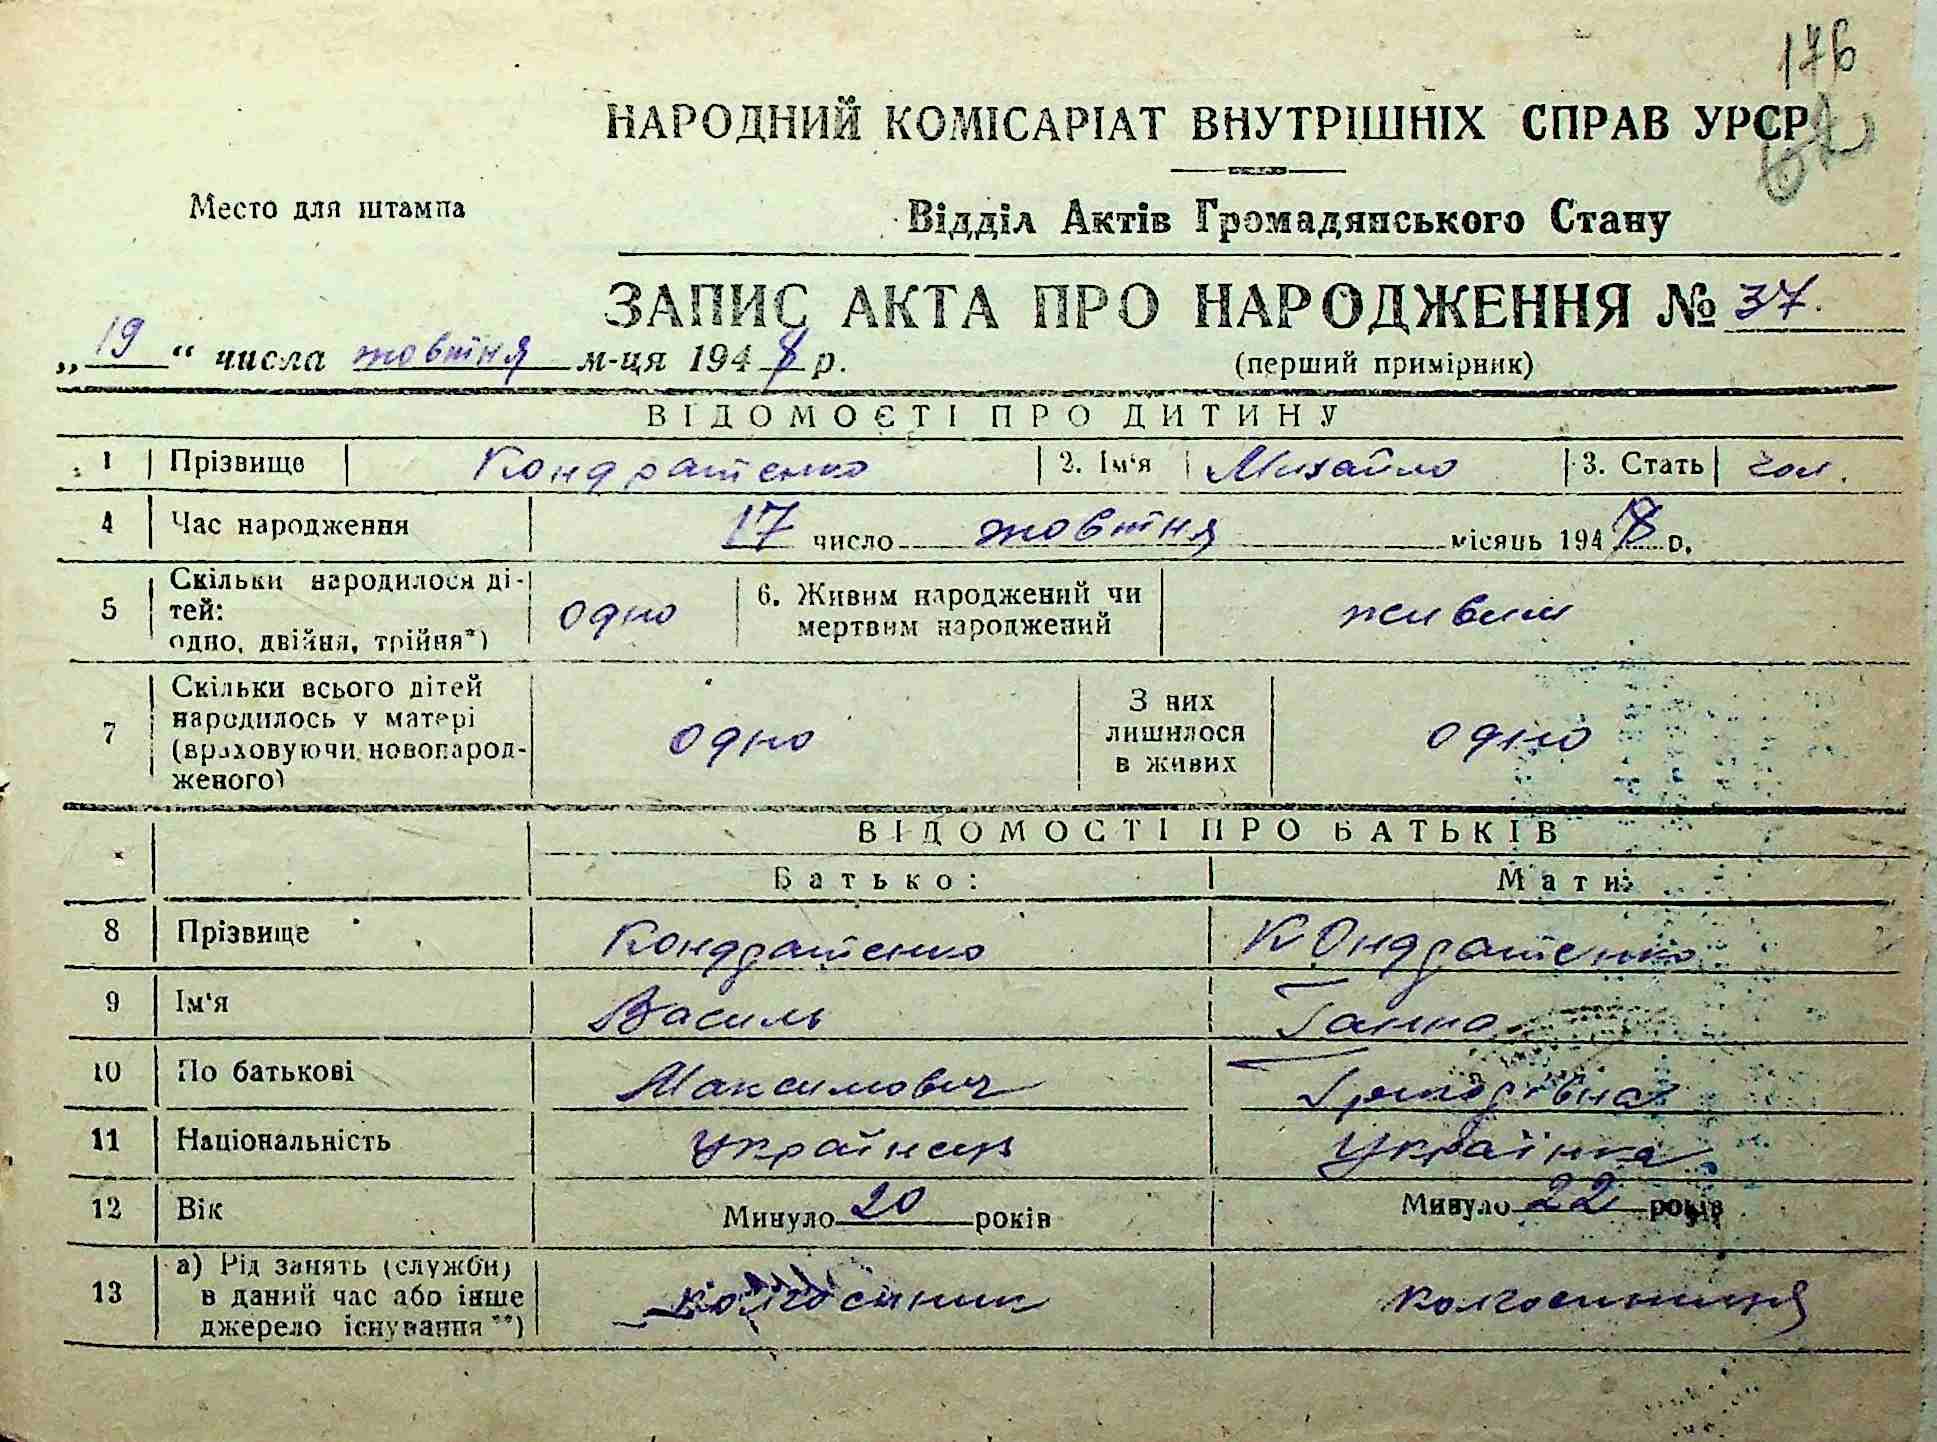 176
НАРОДНИЙ КОМІСАРІАТ ВНУТРІШНІХ СПРАВ УРСР
Место для штампа
Відділ Актів Громадянського Стану
ЗАПИС АКТА ПРО НАРОДЖЕННЯ № 37.
„19“ числа жовтня м-ця 1948 р.
(перший примірник)
ВІДОМОЄТІ ПРО ДИТИНУ
1 Прізвище Кондратенко 2. Ім‘я Михайло 3. Стать чол.
4 Час народження 17 число жовтня місяць 1948 р.
5 Скільки народилося ді-
тей:
одно, двійня, трійня*) одно 6. Живим народжений чи
мертвим народжений живим
7 Скільки всього дітей
народилось у матері
(враховуючи новонарод-
женого) одно З них
лишилося
в живих одно
ВІДОМОСТІ ПРО БАТЬКІВ
Батько: Мати:
8 Прізвище Кондратенко Кондратенко
9 Ім‘я Василь Ганна
10 По батькові Максимович
11 Національність українець Українка
12 Вік Минуло 20 років Минуло 22 років
13 а) Рід занять (служби)
в даний час або інше
джерело існування **) колгоспник колгоспниця